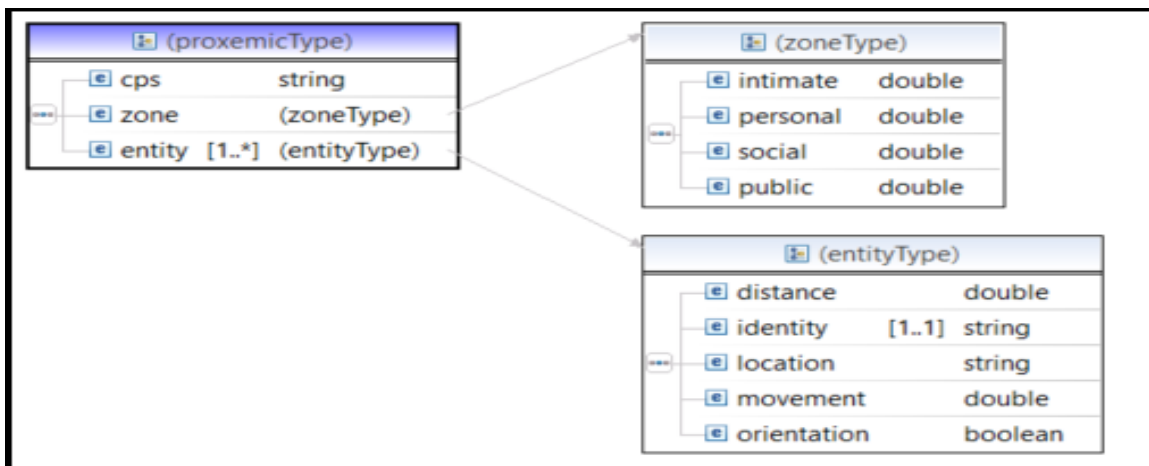 (proxemicType)
cps string
zone (zoneType)
entity [1..*] (entityType)
(zoneType)
intimate double
personal double
social double
public double
(entityType)
distance double
identity [1..1] string
location string
movement double
orientation boolean